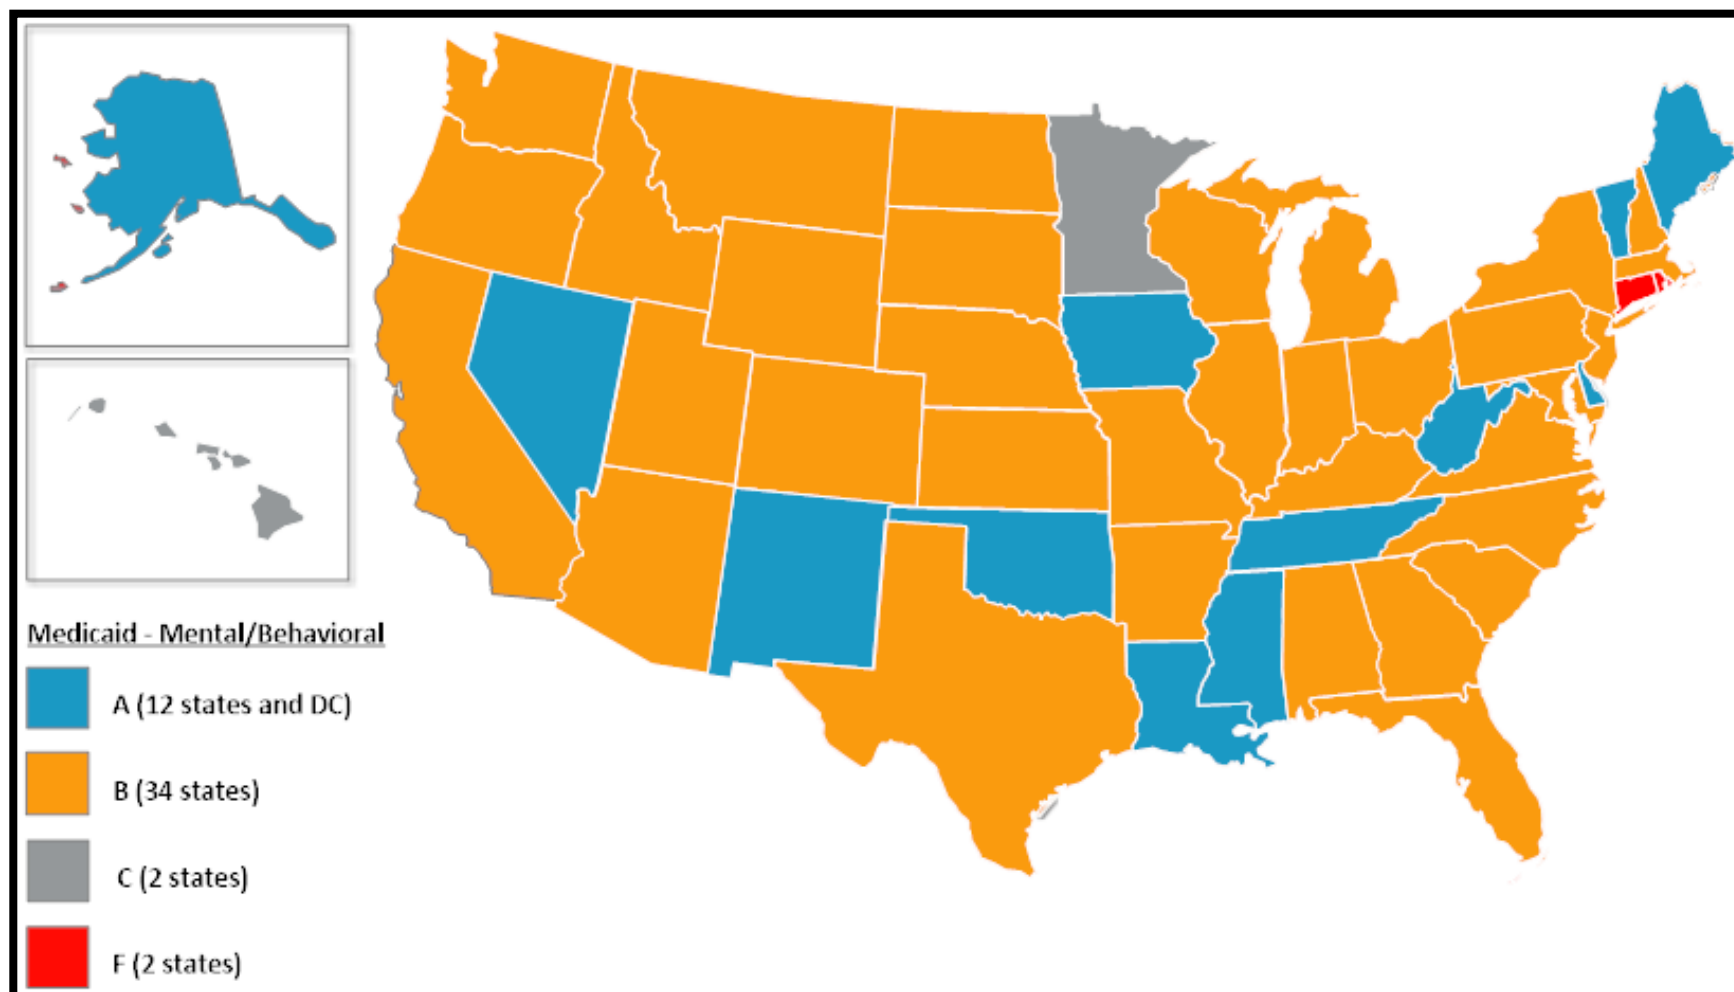 Medicaid - Mental/Behavioral
A (12 states and DC)
B (34 states)
C (2 states)
F (2 states)